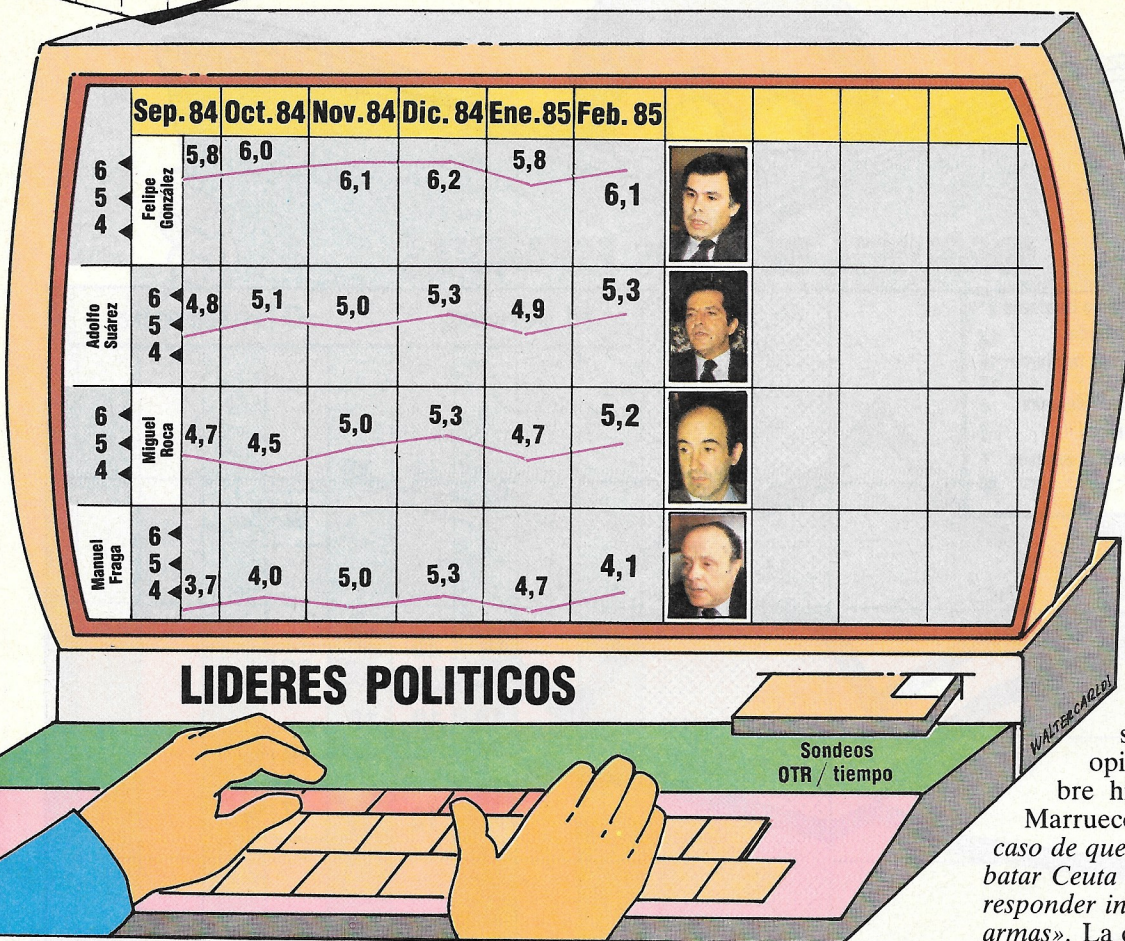 Sep. 84 Oct. 84 Nov. 84 Dic. 84 Ene. 85 Feb. 85
6
5
4
Felipe
González
5,8 6,0 6,1 6,2 5,8 6,1
Adolfo
Suárez
6
5
4
4,8 5,1 5,0 5,3 4,9 5,3
6
5
4
Miguel
Roca
4,7 4,5 5,0 5,3 4,7 5,2
Manuel
Fraga
6
5
4
3,7 4,0 5,0 5,3 4,7 4,1
LIDERES POLITICOS
Sondeos
OTR / tiempo
WALTER CARLOS
s
opi
bre h
Marruec
caso de que
batar Ceuta
responder in
armas». La